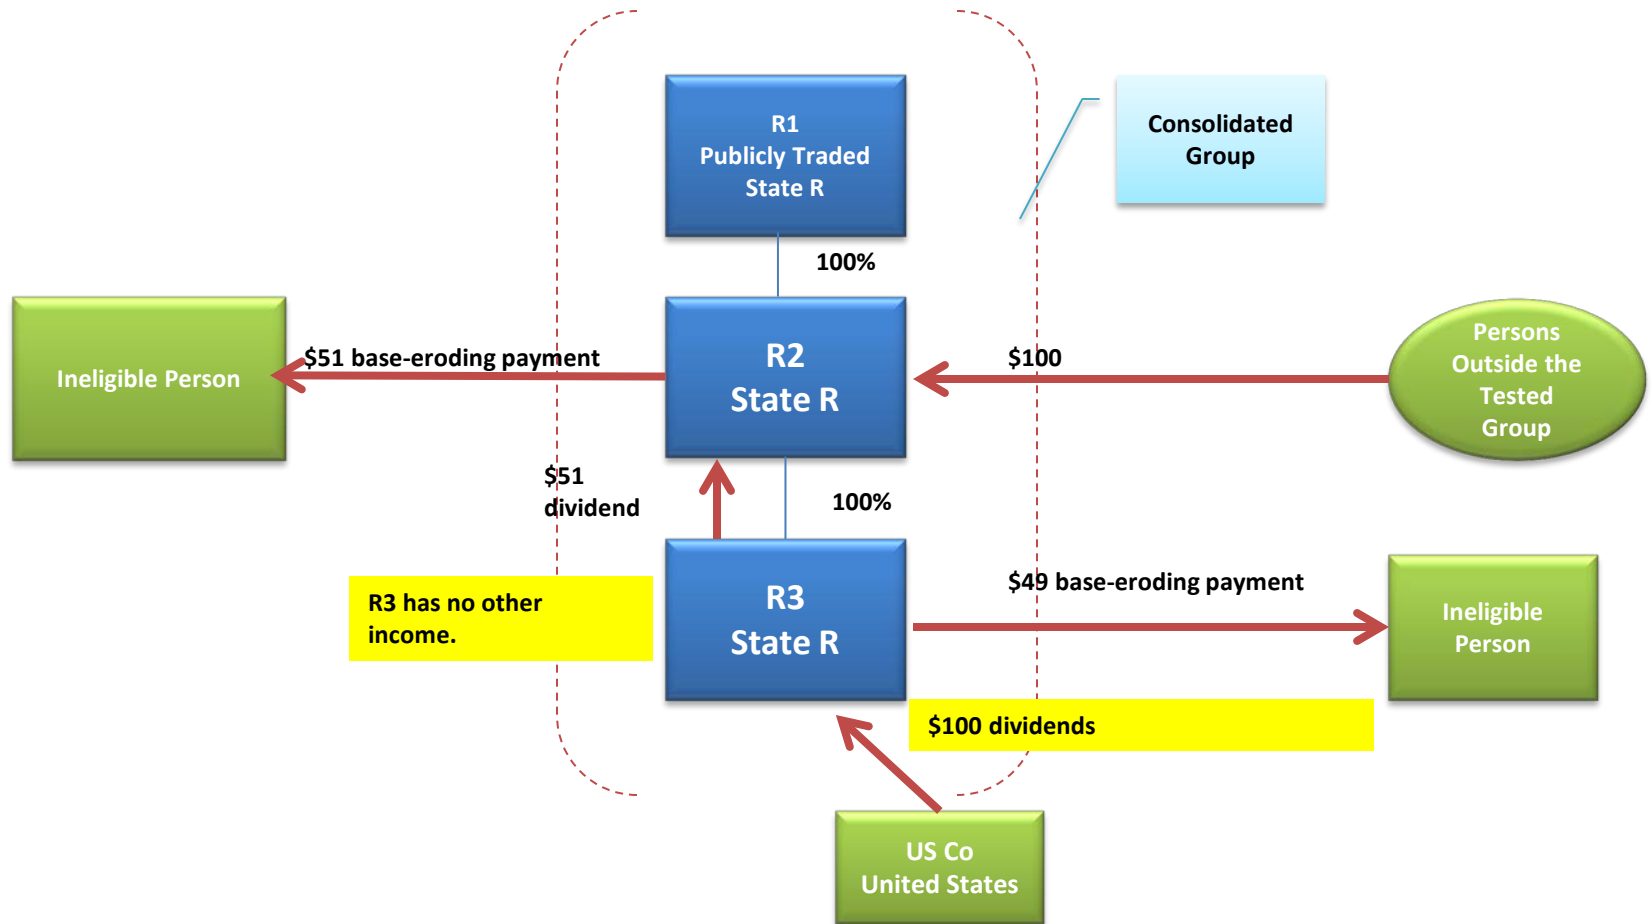 R1
Publicly Traded
State R
Consolidated
Group
100%
Ineligible Person
$51 base-eroding payment
R2
State R
$100
Persons
Outside the
Tested
Group
$51
dividend
100%
R3 has no other
income.
R3
State R
$49 base-eroding payment
Ineligible
Person
$100 dividends
US Co
United States